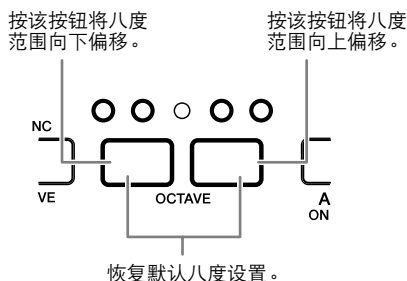 按该按钮将八度
范围向下偏移。
按该按钮将八度
范围向上偏移。
NC
VE
OCTAVE
A
ON
恢复默认八度设置。